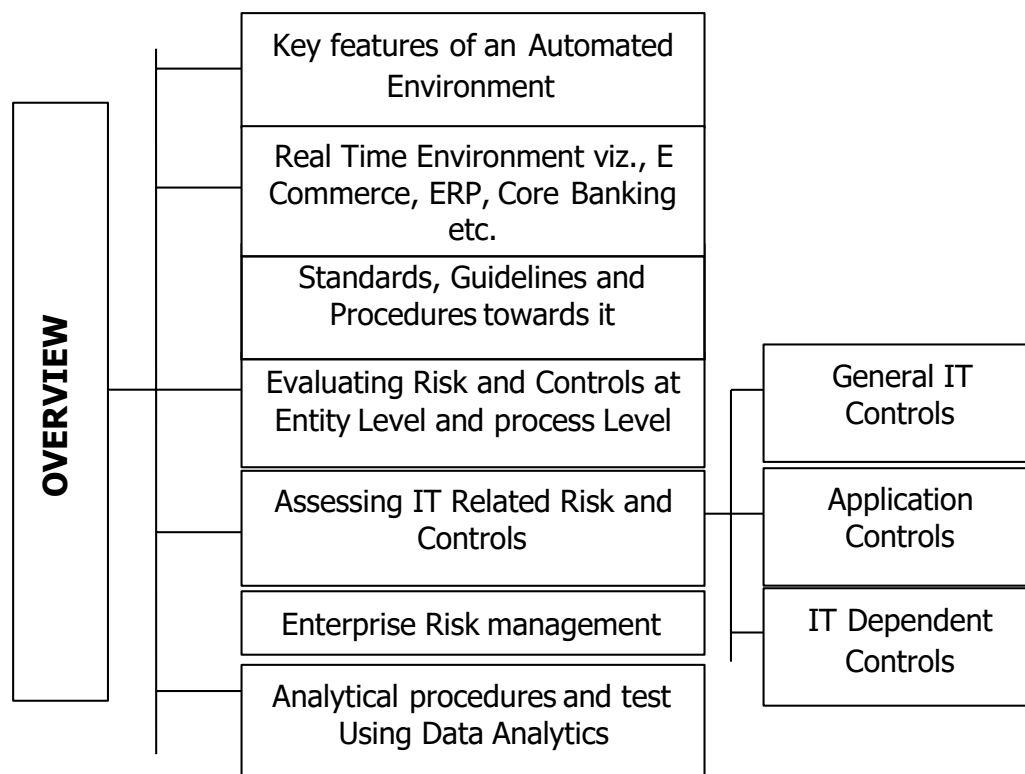 OVERVIEW
Key features of an Automated
Environment
Real Time Environment viz., E
Commerce, ERP, Core Banking
etc.
Standards, Guidelines and
Procedures towards it
Evaluating Risk and Controls at
Entity Level and process Level
Assessing IT Related Risk and
Controls
Enterprise Risk management
Analytical procedures and test
Using Data Analytics
General IT
Controls
Application
Controls
IT Dependent
Controls